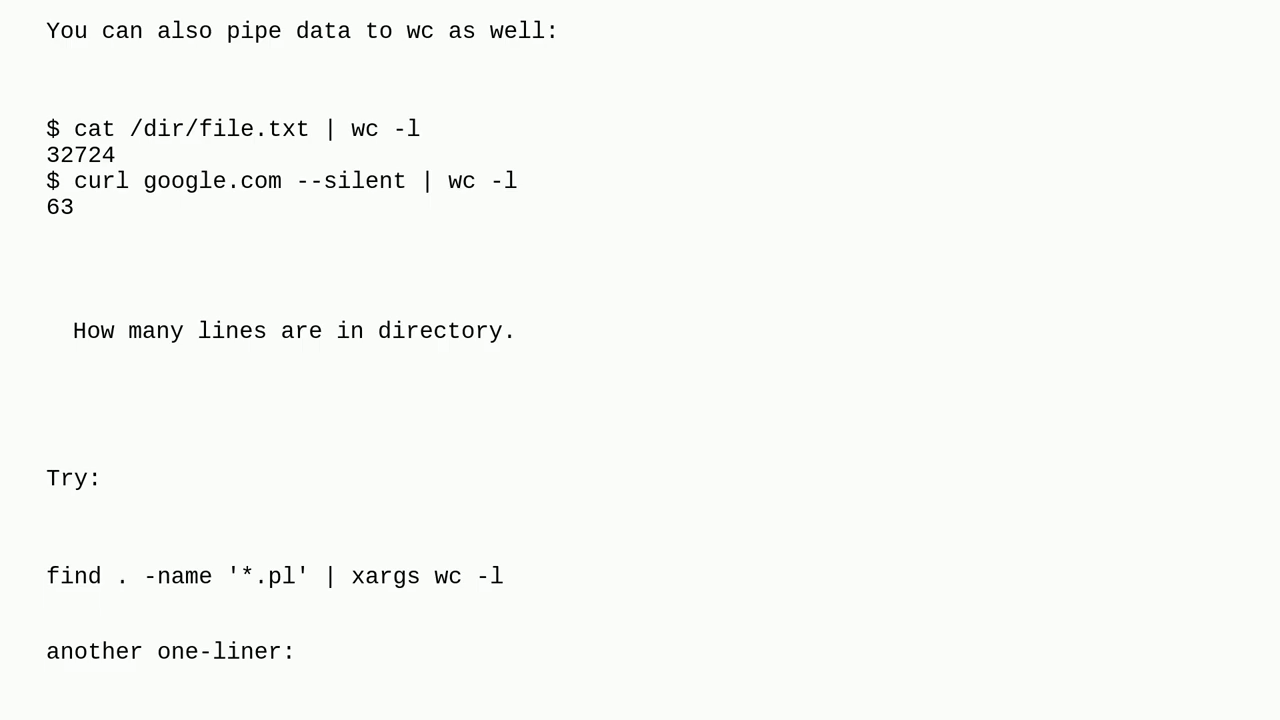 You can also pipe data to wc as well:
$ cat /dir/file.txt | wc -l
32724
$ curl google.com --silent | wc -l
63
How many lines are in directory.
Try:
find . -name '*.pl' | xargs wc -l
another one-liner: